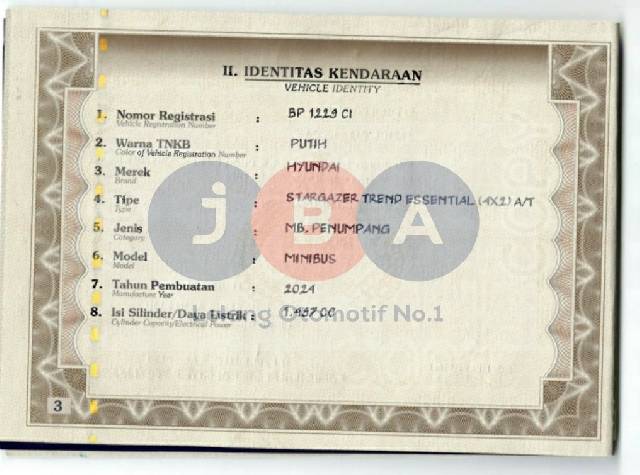 II. IDENTITAS KENDARAAN
VEHICLE IDENTITY
1. Nomor Registrasi : BP 1229 CI
Vehicle Registration Number
2. Warna TNKB : PUTIH
Color of Vehicle Registration Number
3. Merek : HYUNDAI
Brand
4. Tipe : STARGAZER TREND ESSENTIAL (4X2) A/T
Type
5. Jenis : MB. PENUMPANG
Category
6. Model : MINIBUS
Model
7. Tahun Pembuatan : 2024
Manufacture Year
8. Isi Silinder/Daya Listrik : 1.497 CC
Cylinder Capacity/Electrical Power
JBA
Lelang Otomotif No.1
3